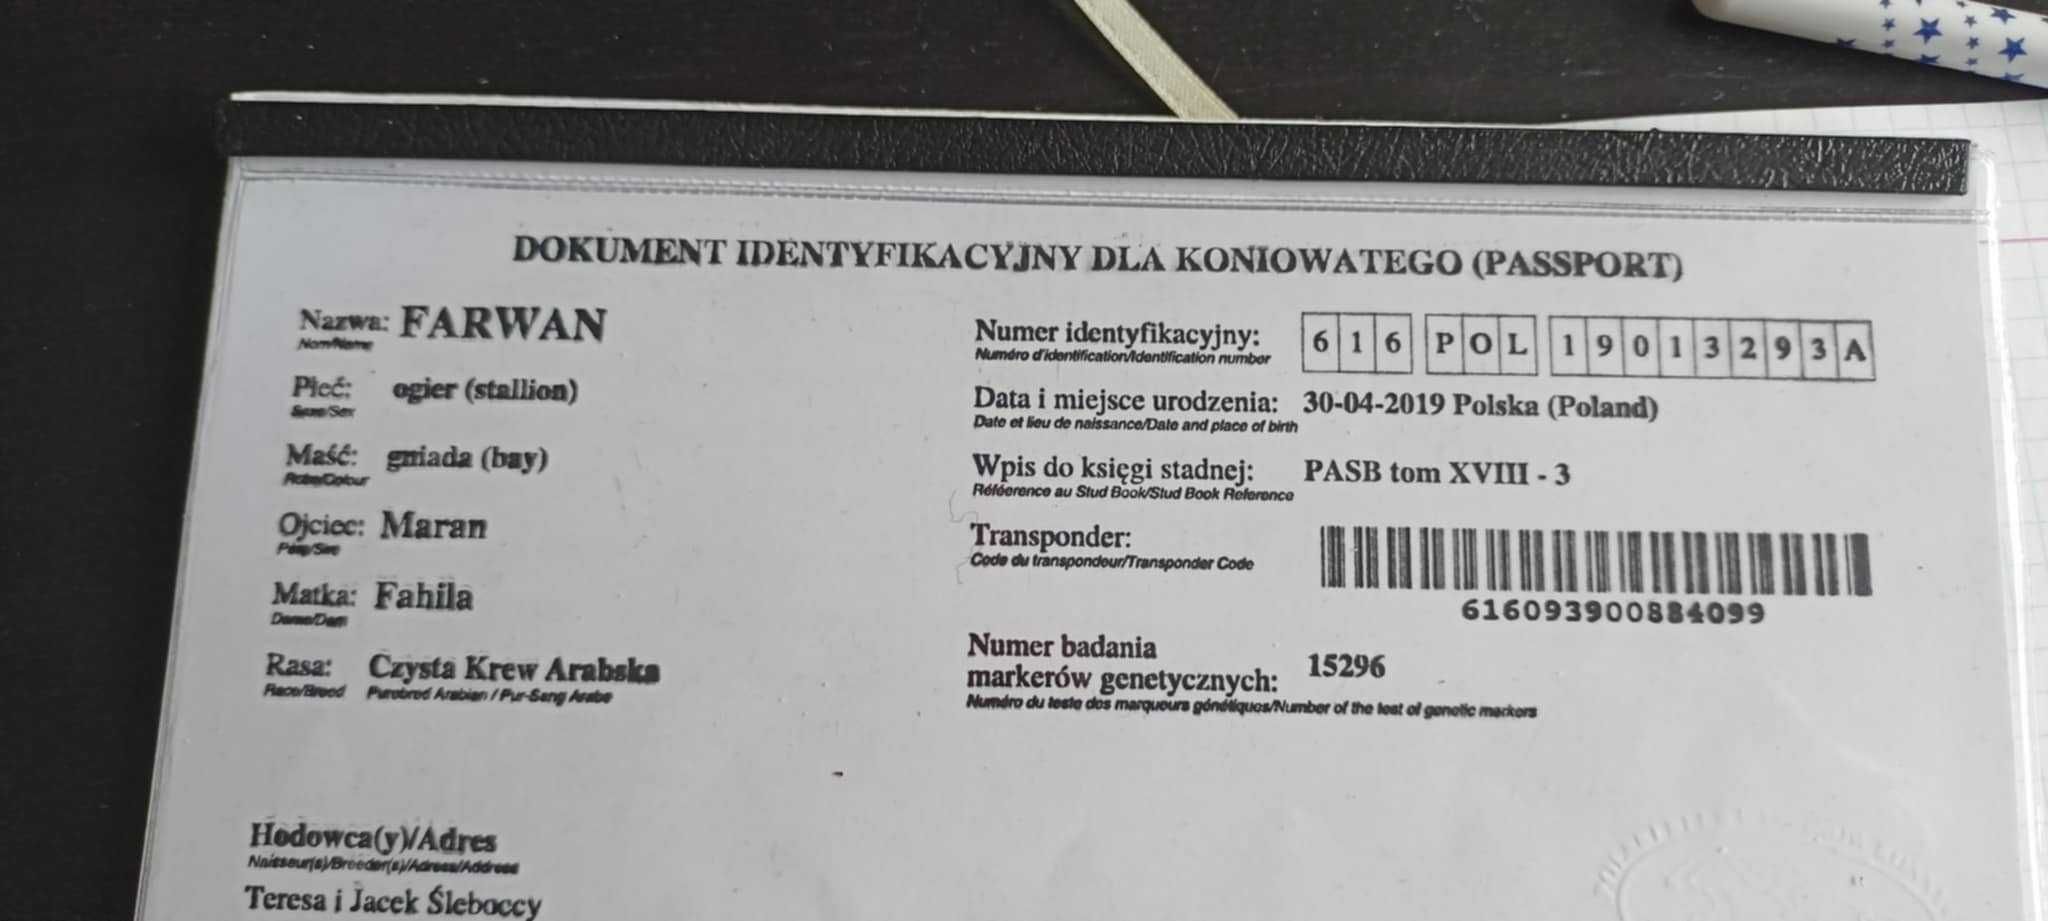 DOKUMENT IDENTYFIKACYJNY DLA KONIOWATEGO (PASSPORT)
Nazwa: FARWAN
Nom/Name
Płeć: ogier (stallion)
Sexe/Sex
Maść: gniada (bay)
Robe/Colour
Ojciec: Maran
Père/Sire
Matka: Fahila
Dame/Dam
Rasa: Czysta Krew Arabska
Race/Breed Purebred Arabian / Pur-Sang Arabe
Numer identyfikacyjny: 616 POL 19013293A
Numéro d'identification/Identification number
Data i miejsce urodzenia: 30-04-2019 Polska (Poland)
Date et lieu de naissance/Date and place of birth
Wpis do księgi stadnej: PASB tom XVIII - 3
Référence au Stud Book/Stud Book Reference
Transponder:
Code du transpondeur/Transponder Code
616093900884099
Numer badania
markerów genetycznych: 15296
Numéro du teste des marqueurs génétiques/Number of the test of genetic markers
Hodowca(y)/Adres
Naisseur(s)/Breeder(s)/Adress/Address
Teresa i Jacek Śleboccy